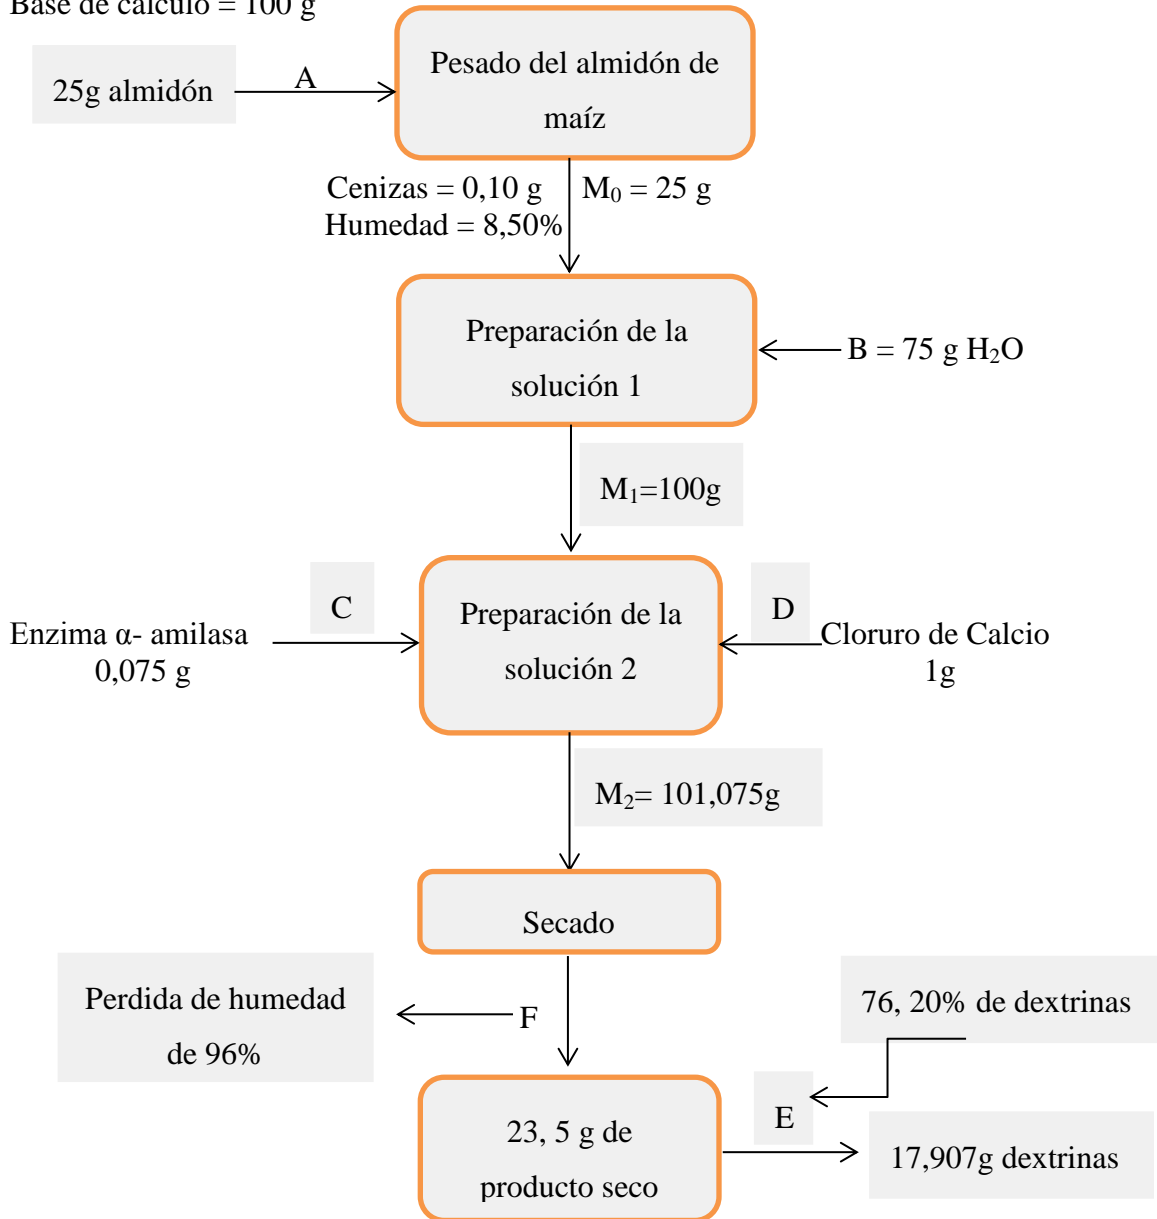 Base de cálculo = 100 g
25g almidón
A
Pesado del almidón de
maíz
Cenizas = 0,10 g
Humedad = 8,50%
M₀ = 25 g
Preparación de la
solución 1
B = 75 g H₂O
M₁=100g
C
Enzima α- amilasa
0,075 g
Preparación de la
solución 2
D
Cloruro de Calcio
1g
M₂= 101,075g
Secado
Perdida de humedad
de 96%
F
76, 20% de dextrinas
23, 5 g de
producto seco
E
17,907g dextrinas